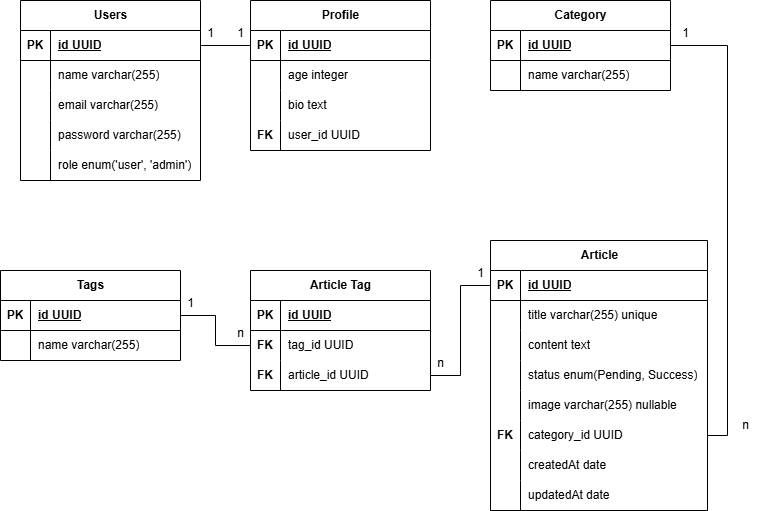 Users
PK id UUID
name varchar(255)
email varchar(255)
password varchar(255)
role enum('user', 'admin')
1 1
Profile
PK id UUID
age integer
bio text
FK user_id UUID
Category
PK id UUID
name varchar(255)
1
Tags
PK id UUID
name varchar(255)
1
n
Article Tag
PK id UUID
FK tag_id UUID
FK article_id UUID
1
n
Article
PK id UUID
title varchar(255) unique
content text
status enum(Pending, Success)
image varchar(255) nullable
FK category_id UUID
createdAt date
updatedAt date
n